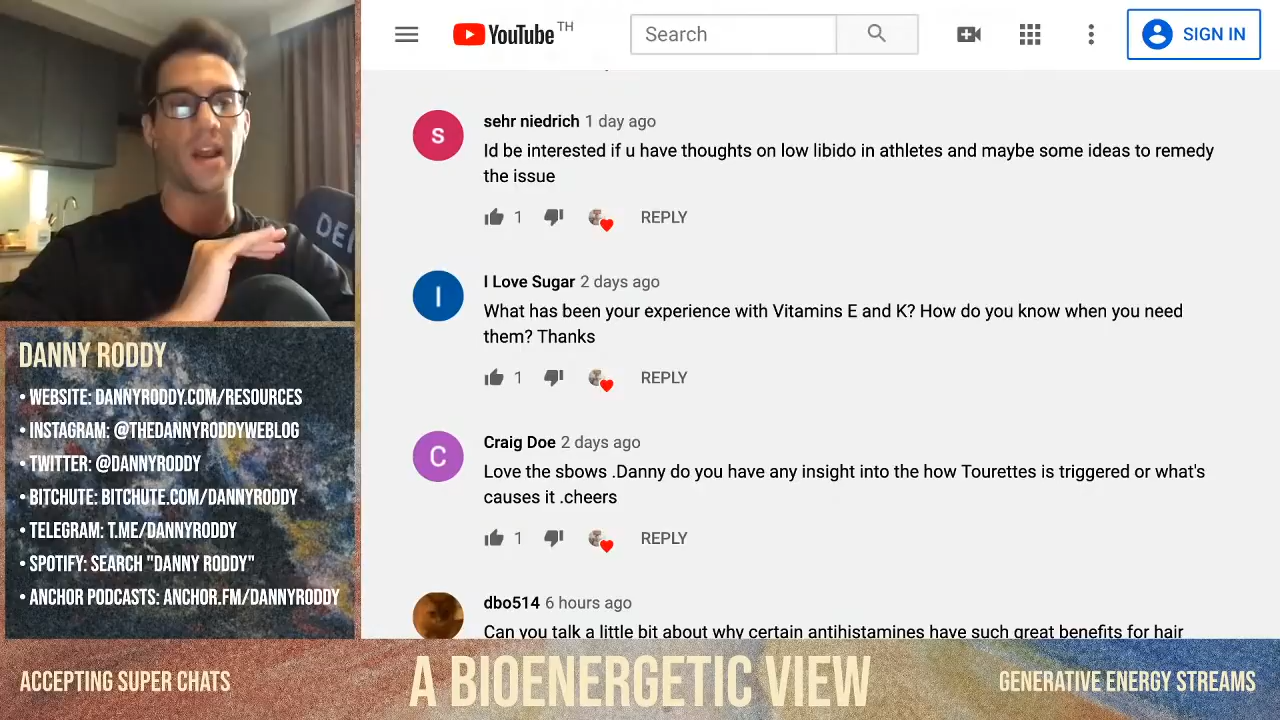 DEI
DANNY RODDY
• WEBSITE: DANNYRODDY.COM/RESOURCES
• INSTAGRAM: @THEDANNYRODDYWEBLOG
• TWITTER: @DANNYRODDY
• BITCHUTE: BITCHUTE.COM/DANNYRODDY
• TELEGRAM: T.ME/DANNYRODDY
• SPOTIFY: SEARCH "DANNY RODDY"
• ANCHOR PODCASTS: ANCHOR.FM/DANNYRODDY
YouTube TH
Search
SIGN IN
S
sehr niedrich 1 day ago
Id be interested if u have thoughts on low libido in athletes and maybe some ideas to remedy
the issue
1 REPLY
I
I Love Sugar 2 days ago
What has been your experience with Vitamins E and K? How do you know when you need
them? Thanks
1 REPLY
C
Craig Doe 2 days ago
Love the sbows .Danny do you have any insight into the how Tourettes is triggered or what's
causes it .cheers
1 REPLY
dbo514 6 hours ago
Can you talk a little bit about why certain antihistamines have such great benefits for hair
ACCEPTING SUPER CHATS
A BIOENERGETIC VIEW
GENERATIVE ENERGY STREAMS